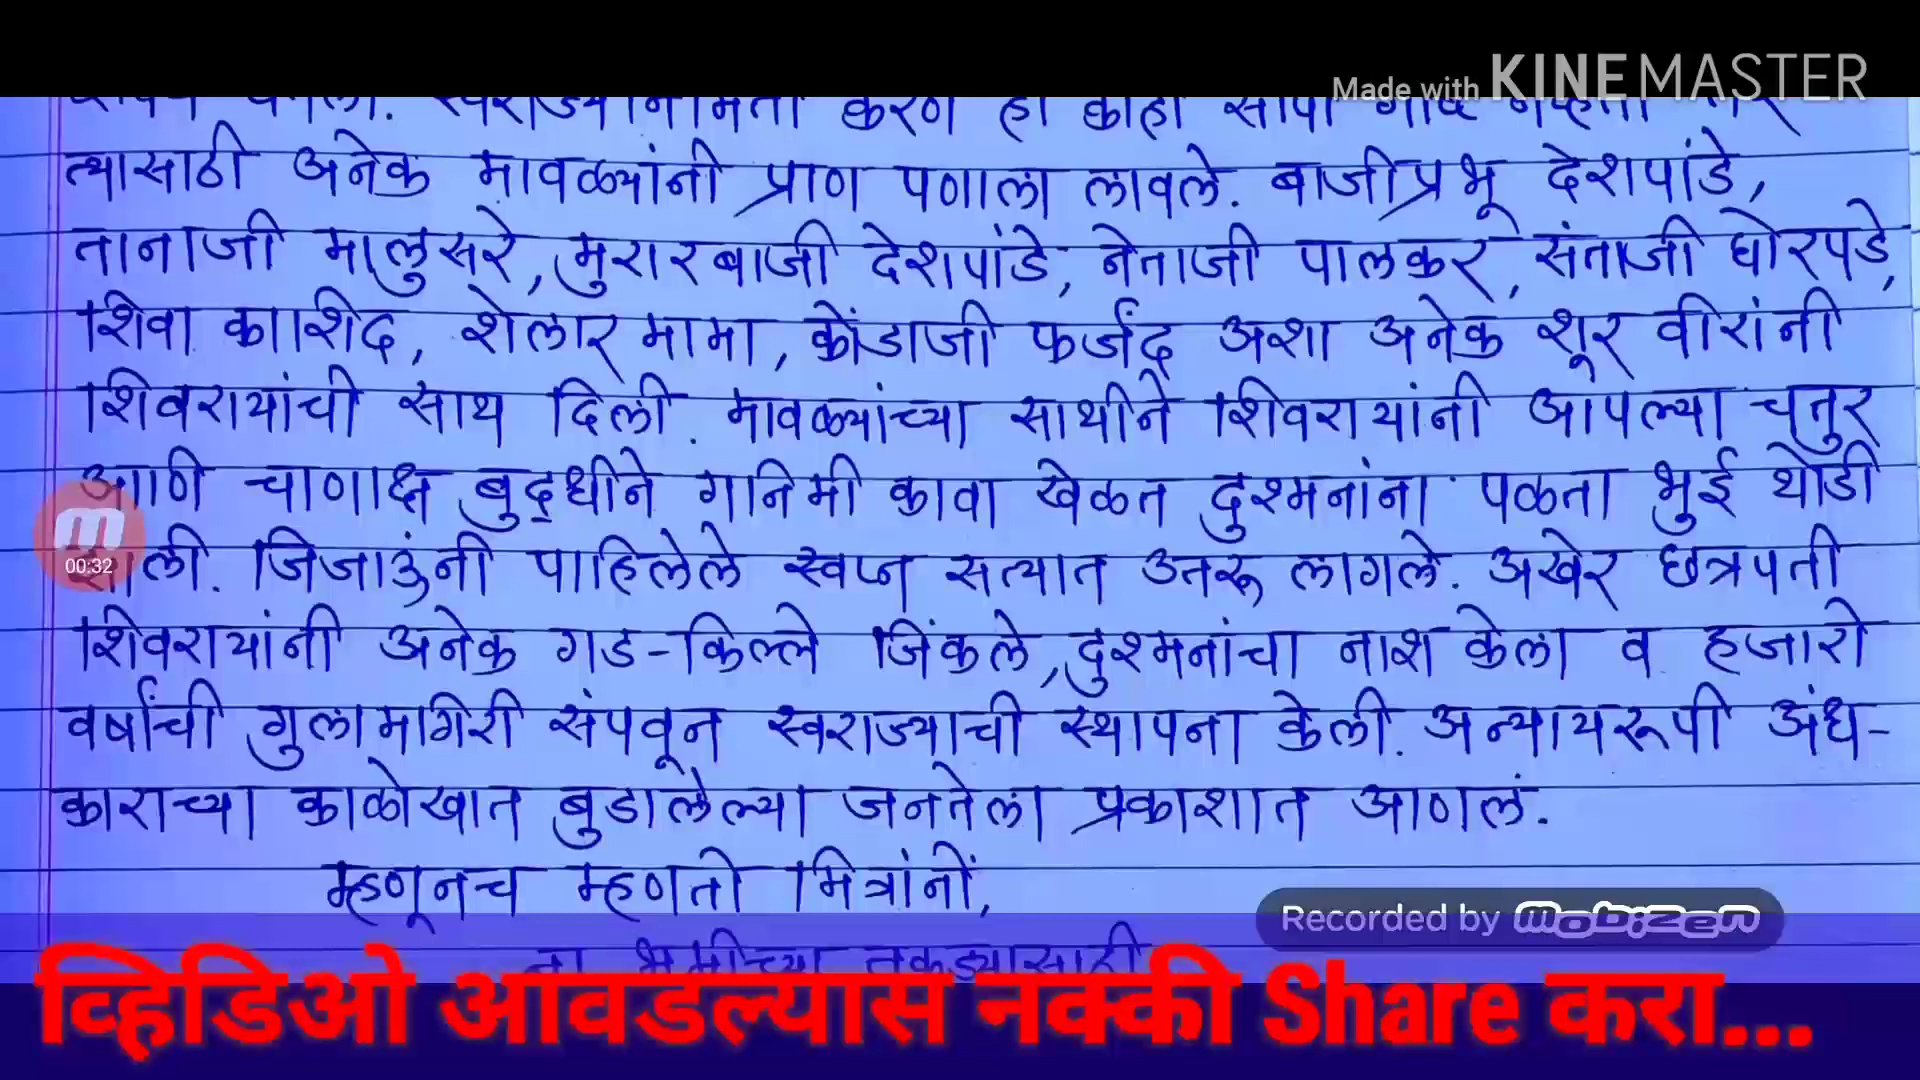 Made with KINEMASTER
करणे ही काही
त्यासाठी अनेक मावळ्यांनी प्राण पणाला लावले. बाजीप्रभू देशपांडे,
तानाजी मालुसरे, मुरारबाजी देशपांडे, नेताजी पालकर, संताजी घोरपडे,
शिवा काशिद, शेलार मामा, कोंडाजी फर्जंद अशा अनेक शूर वीरांनी
शिवरायांची साथ दिली. मावळ्यांच्या साथीने शिवरायांनी आपल्या चतुर
आणि चाणाक्ष बुद्धीने गनिमी कावा खेळत दुश्मनांना पळता भुई थोडी
झाली. जिजाऊंनी पाहिलेले स्वप्न सत्यात उतरू लागले. अखेर छत्रपती
00:32
शिवरायांनी अनेक गड-किल्ले जिंकले, दुश्मनांचा नाश केला व हजारो
वर्षांची गुलामगिरी संपवून स्वराज्याची स्थापना केली. अन्यायरूपी अंध-
काराच्या काळोखात बुडालेल्या जनतेला प्रकाशात आणलं.
म्हणूनच म्हणतो मित्रांनों,
Recorded by mobizen
व्हिडिओ आवडल्यास नक्की Share करा...